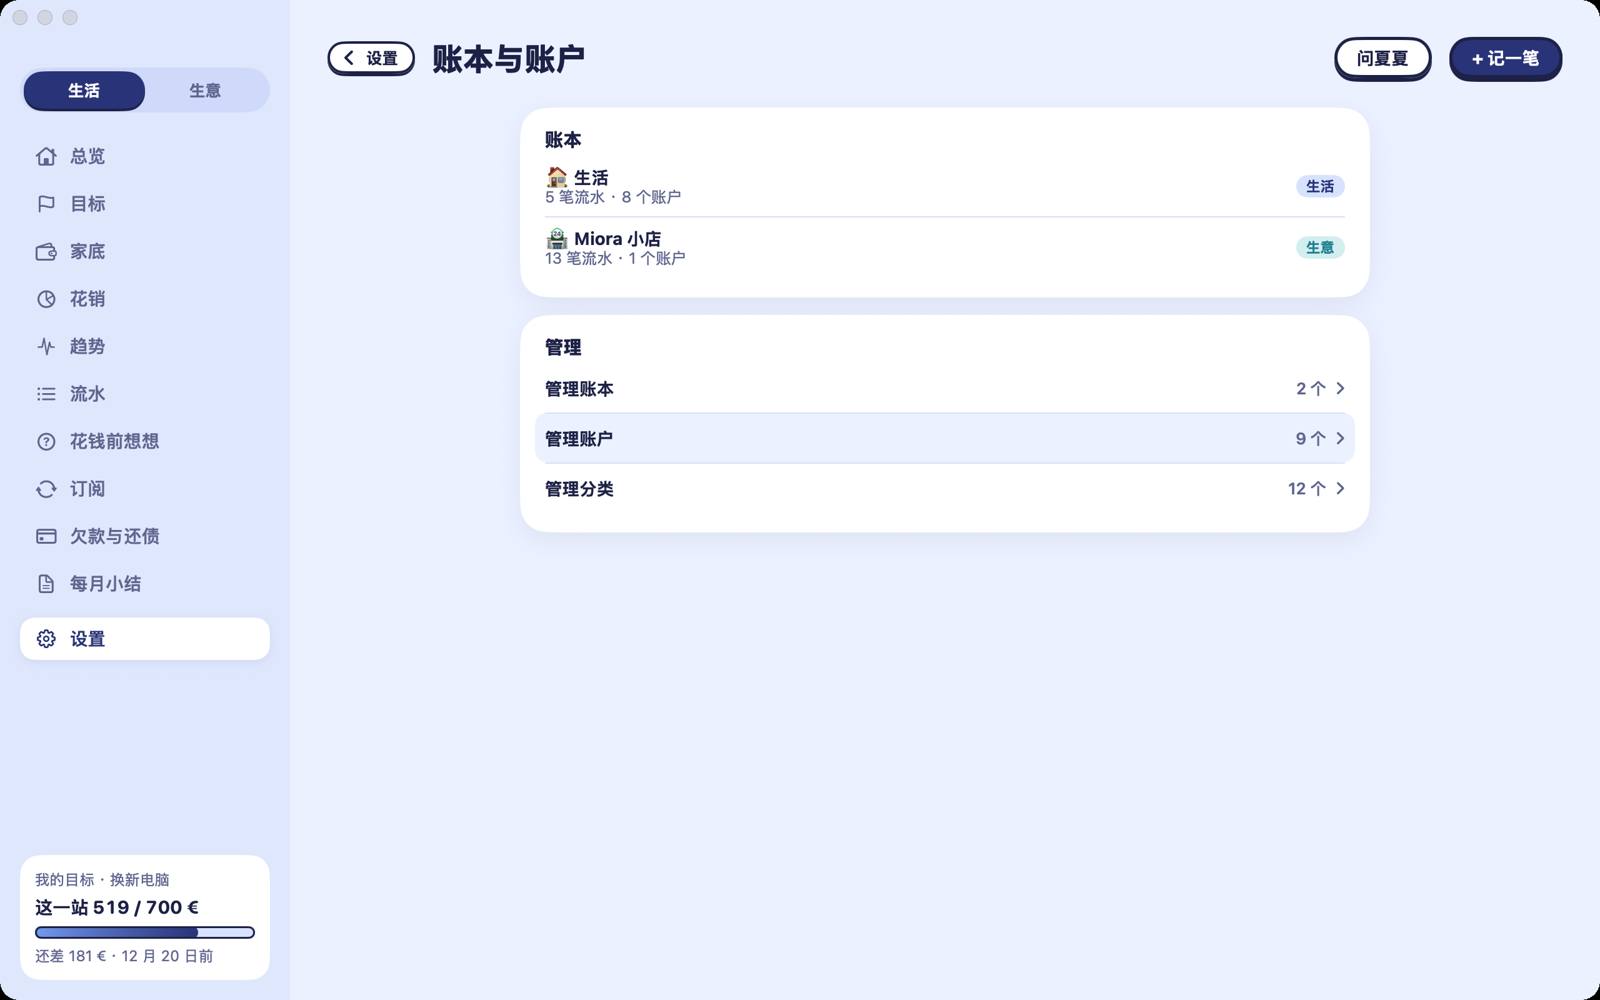 生活
生意
总览
目标
家底
花销
趋势
流水
花钱前想想
订阅
欠款与还债
每月小结
设置
我的目标 · 换新电脑
这一站 519 / 700 €
还差 181 € · 12 月 20 日前
设置
账本与账户
问夏夏
+ 记一笔
账本
生活
5 笔流水 · 8 个账户
生活
Miora 小店
13 笔流水 · 1 个账户
生意
管理
管理账本
2 个
管理账户
9 个
管理分类
12 个